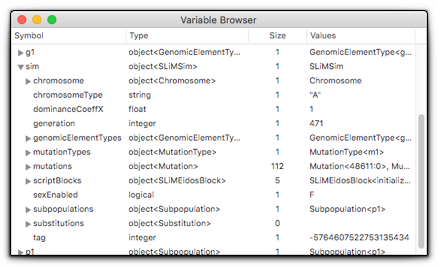 Variable Browser
Symbol Type Size Values
g1 object<GenomicElementTy... 1 GenomicElementType<g...
sim object<SLiMSim> 1 SLiMSim
chromosome object<Chromosome> 1 Chromosome
chromosomeType string 1 "A"
dominanceCoeffX float 1 1
generation integer 1 471
genomicElementTypes object<GenomicElementTy... 1 GenomicElementType<g...
mutationTypes object<MutationType> 1 MutationType<m1>
mutations object<Mutation> 112 Mutation<48611:0>, Mu...
scriptBlocks object<SLiMEidosBlock> 5 SLiMEidosBlock<initializ...
sexEnabled logical 1 F
subpopulations object<Subpopulation> 1 Subpopulation<p1>
substitutions object<Substitution> 0
tag integer 1 -5764607522753135434
p1 object<Subpopulation> 1 Subpopulation<p1>